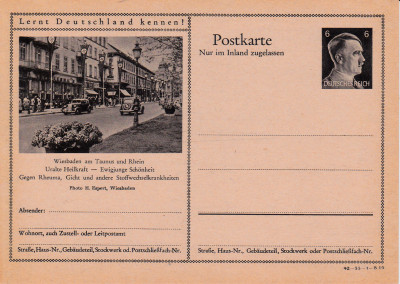 Lernt Deutschland kennen!
Wiesbaden am Taunus und Rhein
Uralte Heilkraft — Ewigjunge Schönheit
Gegen Rheuma, Gicht und andere Stoffwechselkrankheiten
Photo E. Egert, Wiesbaden
Absender:
Wohnort, auch Zustell- oder Leitpostamt
Straße, Haus-Nr., Gebäudeteil, Stockwerk od. Postschließfach-Nr.
Postkarte
Nur im Inland zugelassen
6 6
DEUTSCHES REICH
Straße, Haus-Nr., Gebäudeteil, Stockwerk oder Postschließfach-Nr.